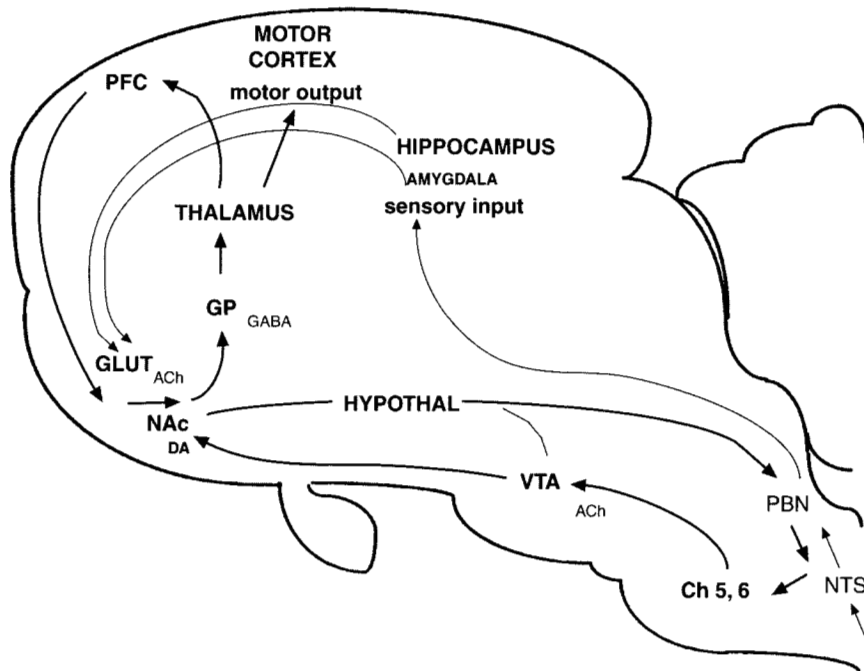 MOTOR
CORTEX
PFC
motor output
HIPPOCAMPUS
AMYGDALA
THALAMUS
sensory input
GP
GABA
GLUT
ACh
HYPOTHAL
NAc
DA
VTA
PBN
ACh
Ch 5, 6
NTS